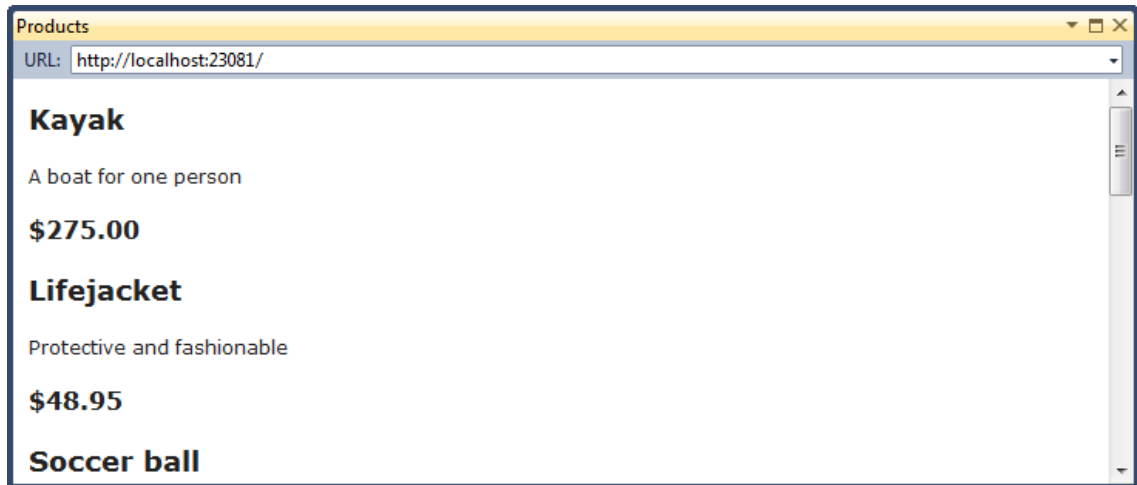 Products
URL: http://localhost:23081/
Kayak
A boat for one person
$275.00
Lifejacket
Protective and fashionable
$48.95
Soccer ball